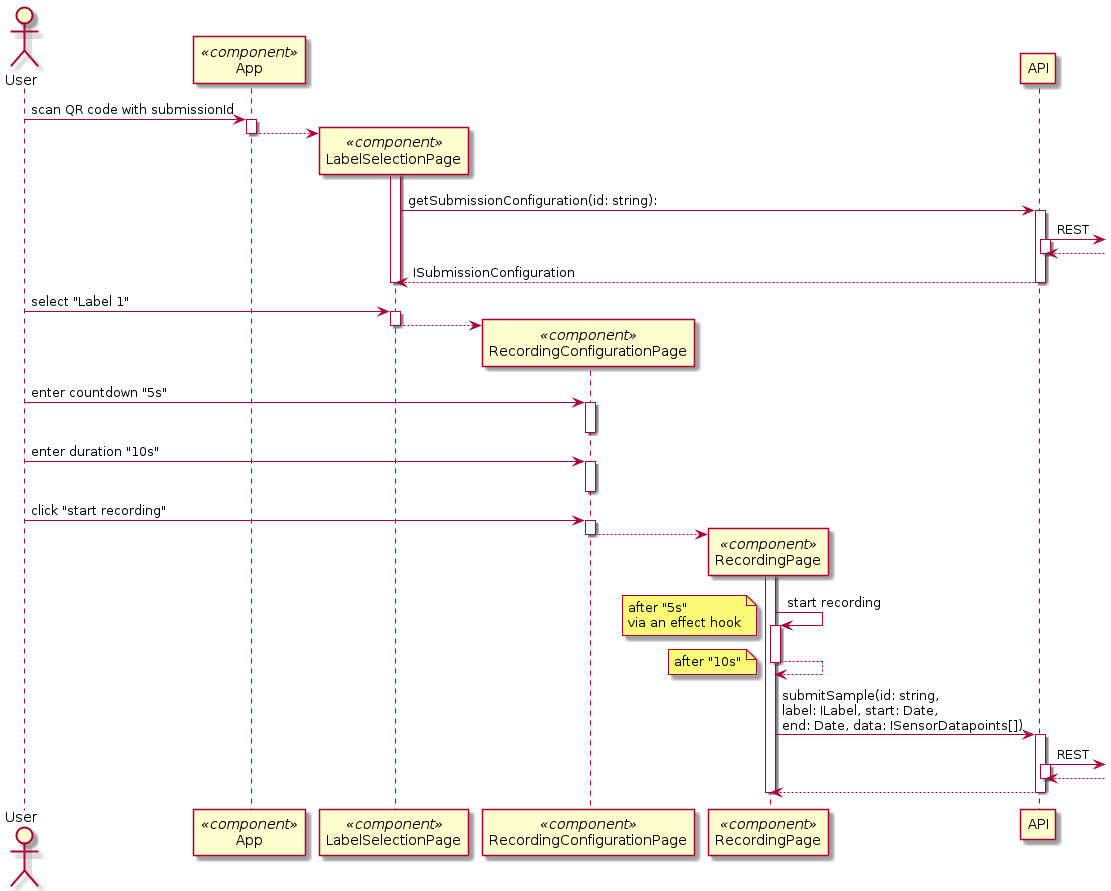 User
«component»
App
API
scan QR code with submissionId
«component»
LabelSelectionPage
getSubmissionConfiguration(id: string):
REST
ISubmissionConfiguration
select "Label 1"
«component»
RecordingConfigurationPage
enter countdown "5s"
enter duration "10s"
click "start recording"
«component»
RecordingPage
start recording
after "5s"
via an effect hook
after "10s"
submitSample(id: string,
label: ILabel, start: Date,
end: Date, data: ISensorDatapoints[])
REST
User
«component»
App
«component»
LabelSelectionPage
«component»
RecordingConfigurationPage
«component»
RecordingPage
API